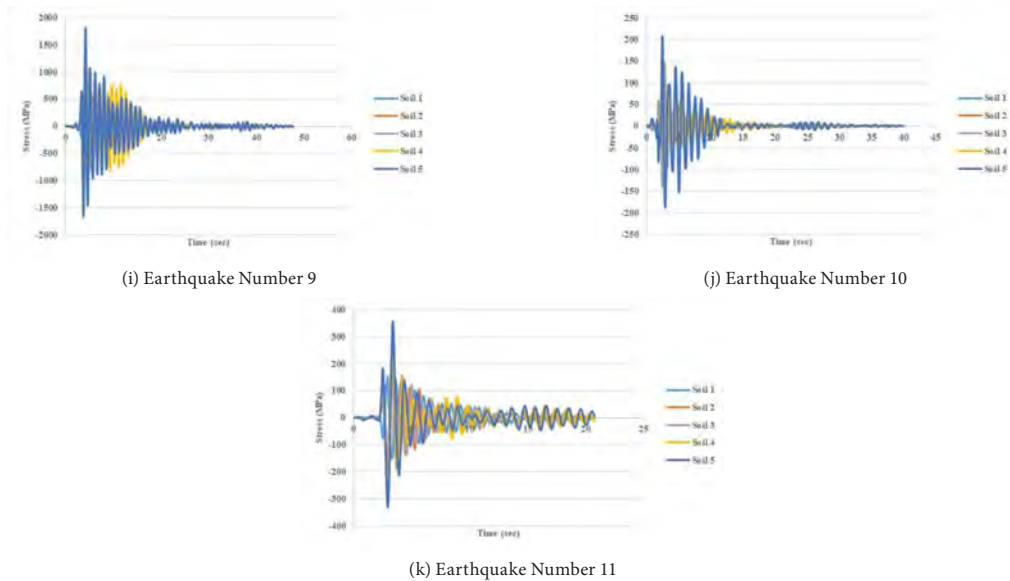 2000
1500
1000
500
0
-500
-1000
-1500
-2000
Stress (MPa)
0 10 20 30 40 50 60
Time (sec)
Soil 1
Soil 2
Soil 3
Soil 4
Soil 5
(i) Earthquake Number 9
250
200
150
100
50
0
-50
-100
-150
-200
-250
Stress (MPa)
0 5 10 15 20 25 30 35 40 45
Time (sec)
Soil 1
Soil 2
Soil 3
Soil 4
Soil 5
(j) Earthquake Number 10
400
300
200
100
0
-100
-200
-300
-400
Stress (MPa)
0 25
Time (sec)
Soil 1
Soil 2
Soil 3
Soil 4
Soil 5
(k) Earthquake Number 11